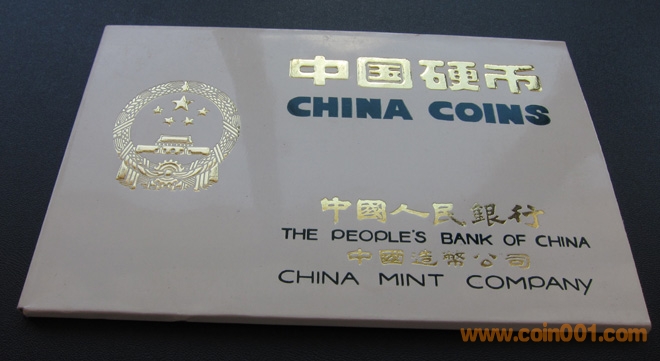 中国硬币
CHINA COINS
中國人民銀行
THE PEOPLE'S BANK OF CHINA
中國造幣公司
CHINA MINT COMPANY
www.coin001.com